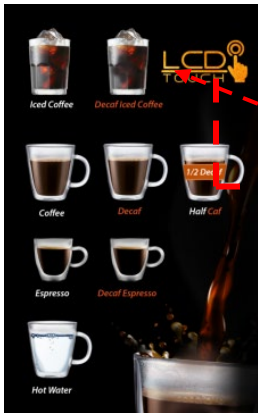 LCD
TOUCH
Iced Coffee
Decaf Iced Coffee
1/2 Decaf
Coffee
Decaf
Half Caf
Espresso
Decaf Espresso
Hot Water